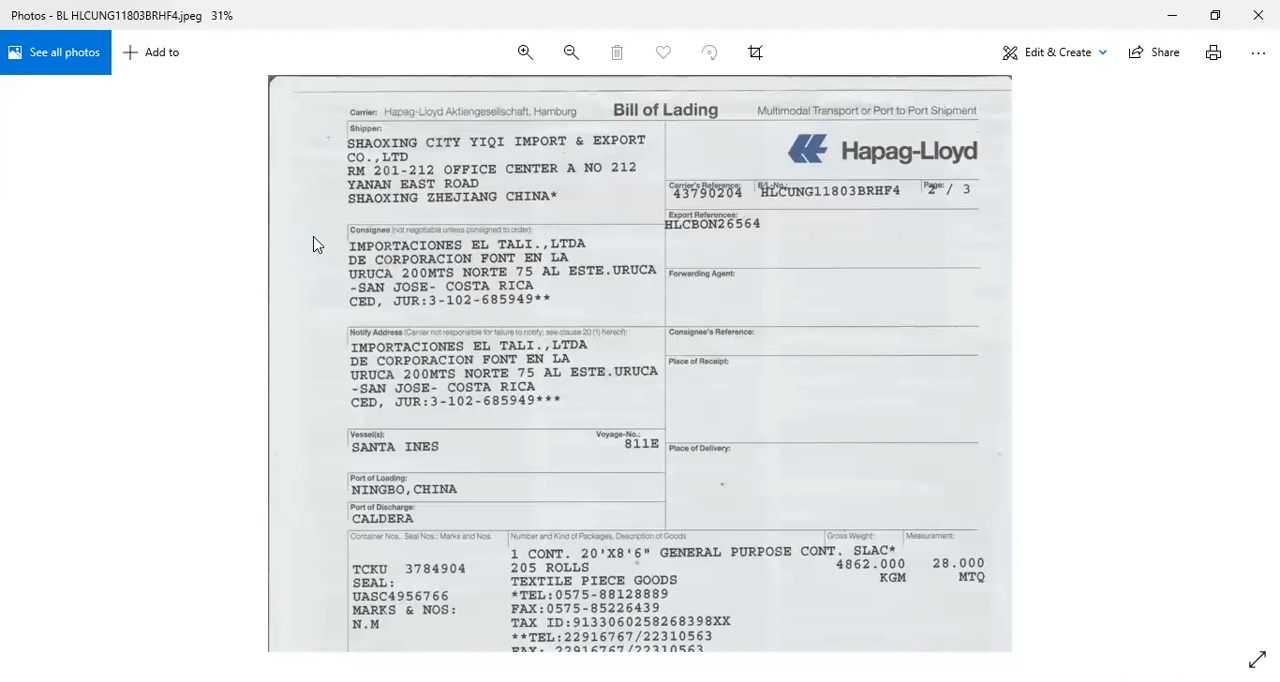 Photos - BL HLCUNG11803BRHF4.jpeg   31%
See all photos
Add to
Edit & Create
Share
Carrier: Hapag-Lloyd Aktiengesellschaft, Hamburg
Bill of Lading
Multimodal Transport or Port to Port Shipment
Shipper:
SHAOXING CITY YIQI IMPORT & EXPORT
CO.,LTD
RM 201-212 OFFICE CENTER A NO 212
YANAN EAST ROAD
SHAOXING ZHEJIANG CHINA*
Hapag-Lloyd
Carrier's Reference:
43790204
B/L-No.:
HLCUNG11803BRHF4
Page:
2 / 3
Export References:
HLCBON26564
Consignee (not negotiable unless consigned to order):
IMPORTACIONES EL TALI.,LTDA
DE CORPORACION FONT EN LA
URUCA 200MTS NORTE 75 AL ESTE.URUCA
-SAN JOSE- COSTA RICA
CED, JUR:3-102-685949**
Forwarding Agent:
Notify Address (Carrier not responsible for failure to notify; see clause 20 (1) hereof):
IMPORTACIONES EL TALI.,LTDA
DE CORPORACION FONT EN LA
URUCA 200MTS NORTE 75 AL ESTE.URUCA
-SAN JOSE- COSTA RICA
CED, JUR:3-102-685949***
Consignee's Reference:
Place of Receipt:
Vessel(s):
SANTA INES
Voyage-No.:
811E
Place of Delivery:
Port of Loading:
NINGBO,CHINA
Port of Discharge:
CALDERA
Container Nos., Seal Nos.; Marks and Nos.
Number and Kind of Packages, Description of Goods
Gross Weight:
Measurement:
1 CONT. 20'X8'6" GENERAL PURPOSE CONT. SLAC*
TCKU 3784904
205 ROLLS
4862.000
28.000
SEAL:
TEXTILE PIECE GOODS
KGM
MTQ
UASC4956766
*TEL:0575-88128889
MARKS & NOS:
FAX:0575-85226439
N.M
TAX ID:9133060258268398XX
**TEL:22916767/22310563
FAX: 22916767/22310563